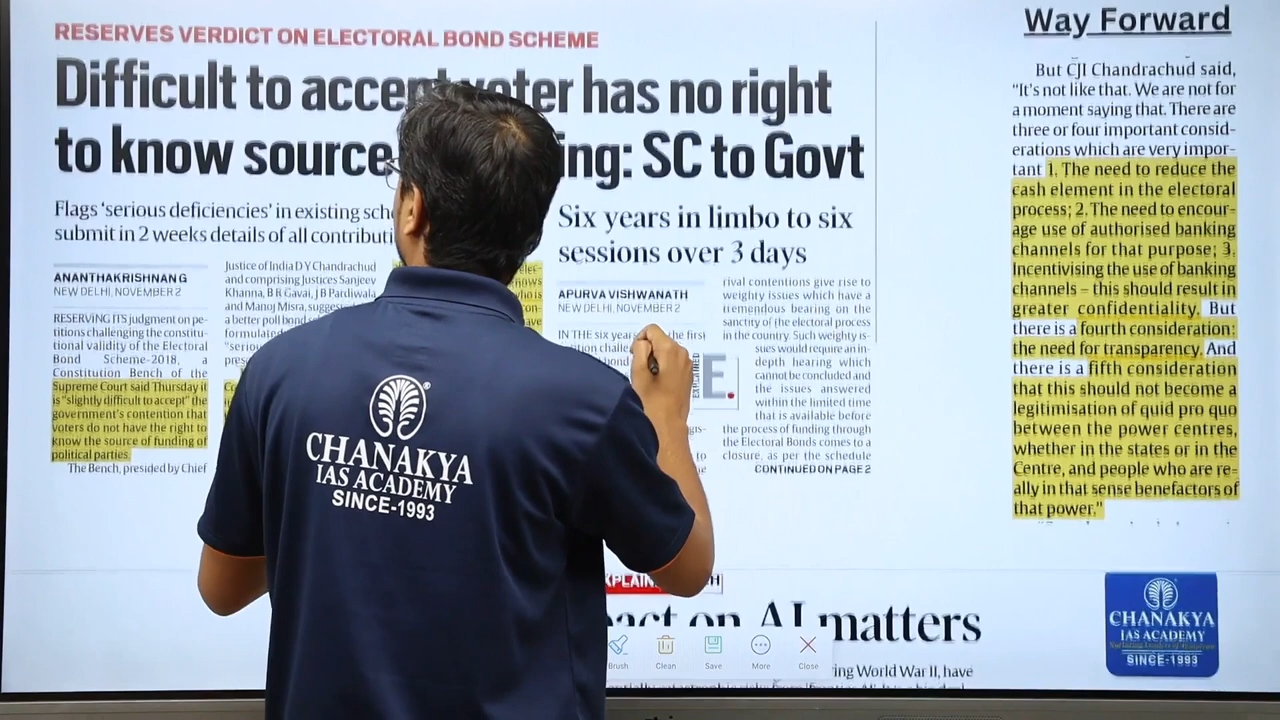 RESERVES VERDICT ON ELECTORAL BOND SCHEME
Difficult to accept voter has no right
to know source ing: SC to Govt
Flags 'serious deficiencies' in existing
submit in 2 weeks details of all
ANANTHAKRISHNAN G
NEW DELHI, NOVEMBER 2
RESERVING ITS judgment on pe-
titions challenging the constitu-
tional validity of the Electoral
Bond Scheme-2018, a
Constitution Bench of the
Supreme Court said Thursday it
is "slightly difficult to accept" the
government's contention that
voters do not have the right to
know the source of funding of
political parties.
The Bench, presided by Chief
Justice of India D Y Chandrachud
and comprising Justices Sanjeev
Khanna, B R Gavai, J B Pardiwala
and Manoj Misra,
a better poll bond
formulated
Six years in limbo to six
sessions over 3 days
APURVA VISHWANATH
NEW DELHI, NOVEMBER 2
IN THE six years the first
rival contentions give rise to
weighty issues which have a
tremendous bearing on the
sanctity of the electoral process
in the country. Such weighty is-
sues would require an in-
depth hearing which
cannot be concluded and
the issues answered
within the limited time
that is available before
the process of funding through
the Electoral Bonds comes to a
closure, as per the schedule
CONTINUED ON PAGE 2
EXPLAINED
E.
Way Forward
But CJI Chandrachud said,
"It's not like that. We are not for
a moment saying that. There are
three or four important consid-
erations which are very impor-
tant 1. The need to reduce the
cash element in the electoral
process; 2. The need to encour-
age use of authorised banking
channels for that purpose; 3.
Incentivising the use of banking
channels – this should result in
greater confidentiality. But
there is a fourth consideration:
the need for transparency. And
there is a fifth consideration
that this should not become a
legitimisation of quid pro quo
between the power centres,
whether in the states or in the
Centre, and people who are re-
ally in that sense benefactors of
that power."
CHANAKYA
IAS ACADEMY
SINCE-1993
on AI matters
ring World War II, have
Brush
Clean
Save
More
Close
CHANAKYA
IAS ACADEMY
SINCE-1993